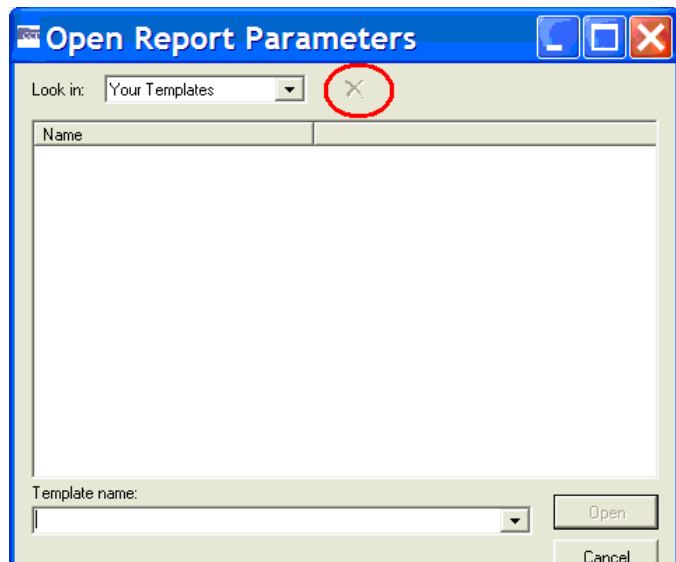 Open Report Parameters
Look in: Your Templates
Name
Template name:
Open
Cancel